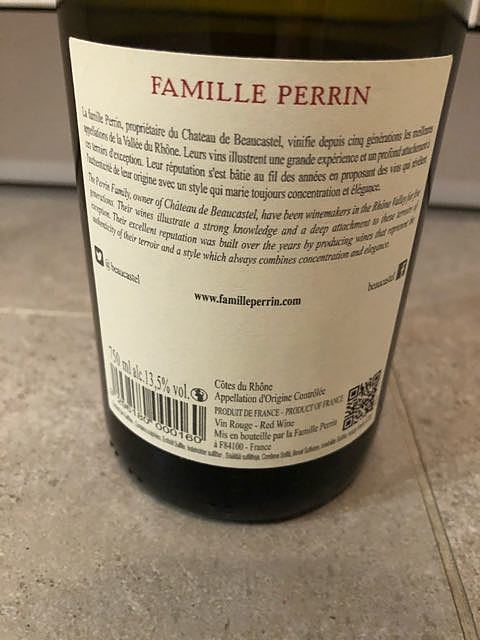 FAMILLE PERRIN
La famille Perrin, propriétaire du Chateau de Beaucastel, vinifie depuis cinq générations les meilleures
appellations de la Vallée du Rhône. Leurs vins illustrent une grande expérience et un profond attachement à
ces terroirs d'exception. Leur réputation s'est bâtie au fil des années en proposant des vins qui révèlent
l'authenticité de leur origine avec un style qui marie toujours concentration et élégance.
The Perrin Family, owner of Château de Beaucastel, have been winemakers in the Rhône Valley for five
generations. Their wines illustrate a strong knowledge and a deep attachment to these terroirs of
exception. Their excellent reputation was built over the years by producing wines that represent the
authenticity of their terroir and a style which always combines concentration and elegance.
@beaucastel
beaucastel
www.familleperrin.com
750 ml alc.13,5% vol.
Côtes du Rhône
Appellation d'Origine Contrôlée
PRODUIT DE FRANCE - PRODUCT OF FRANCE
Vin Rouge - Red Wine
Mis en bouteille par la Famille Perrin
à F84100 - France
000160